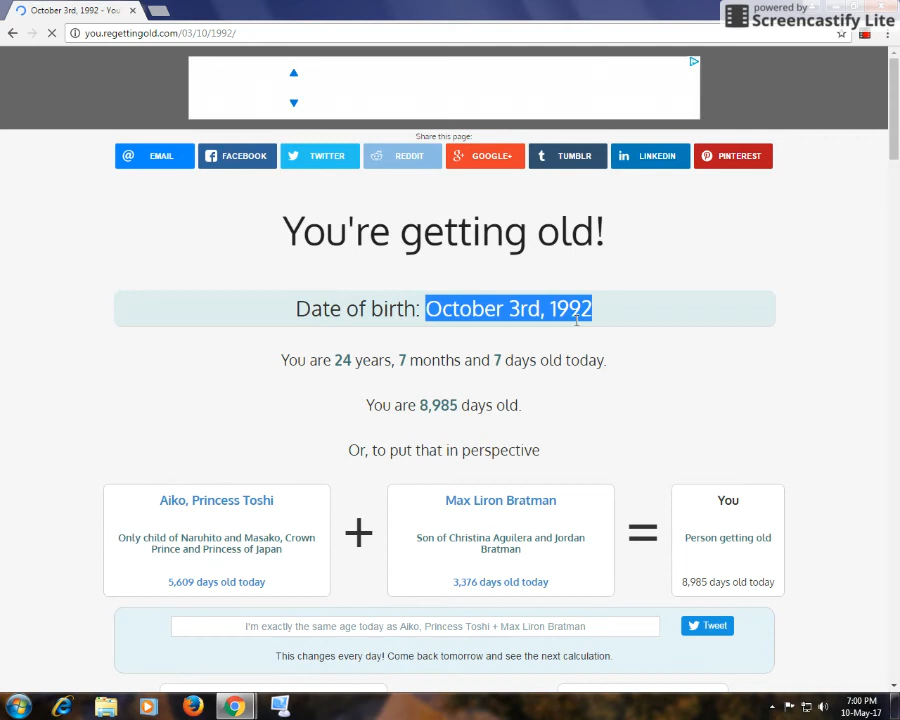 October 3rd, 1992 - You
powered by
Screencastify Lite
you.regettingold.com/03/10/1992/
Share this page:
EMAIL
FACEBOOK
TWITTER
REDDIT
GOOGLE+
TUMBLR
LINKEDIN
PINTEREST
You're getting old!
Date of birth: October 3rd, 1992
You are 24 years, 7 months and 7 days old today.
You are 8,985 days old.
Or, to put that in perspective
Aiko, Princess Toshi
Only child of Naruhito and Masako, Crown
Prince and Princess of Japan
5,609 days old today
+
Max Liron Bratman
Son of Christina Aguilera and Jordan
Bratman
3,376 days old today
=
You
Person getting old
8,985 days old today
I'm exactly the same age today as Aiko, Princess Toshi + Max Liron Bratman
Tweet
This changes every day! Come back tomorrow and see the next calculation.
7:00 PM
10-May-17